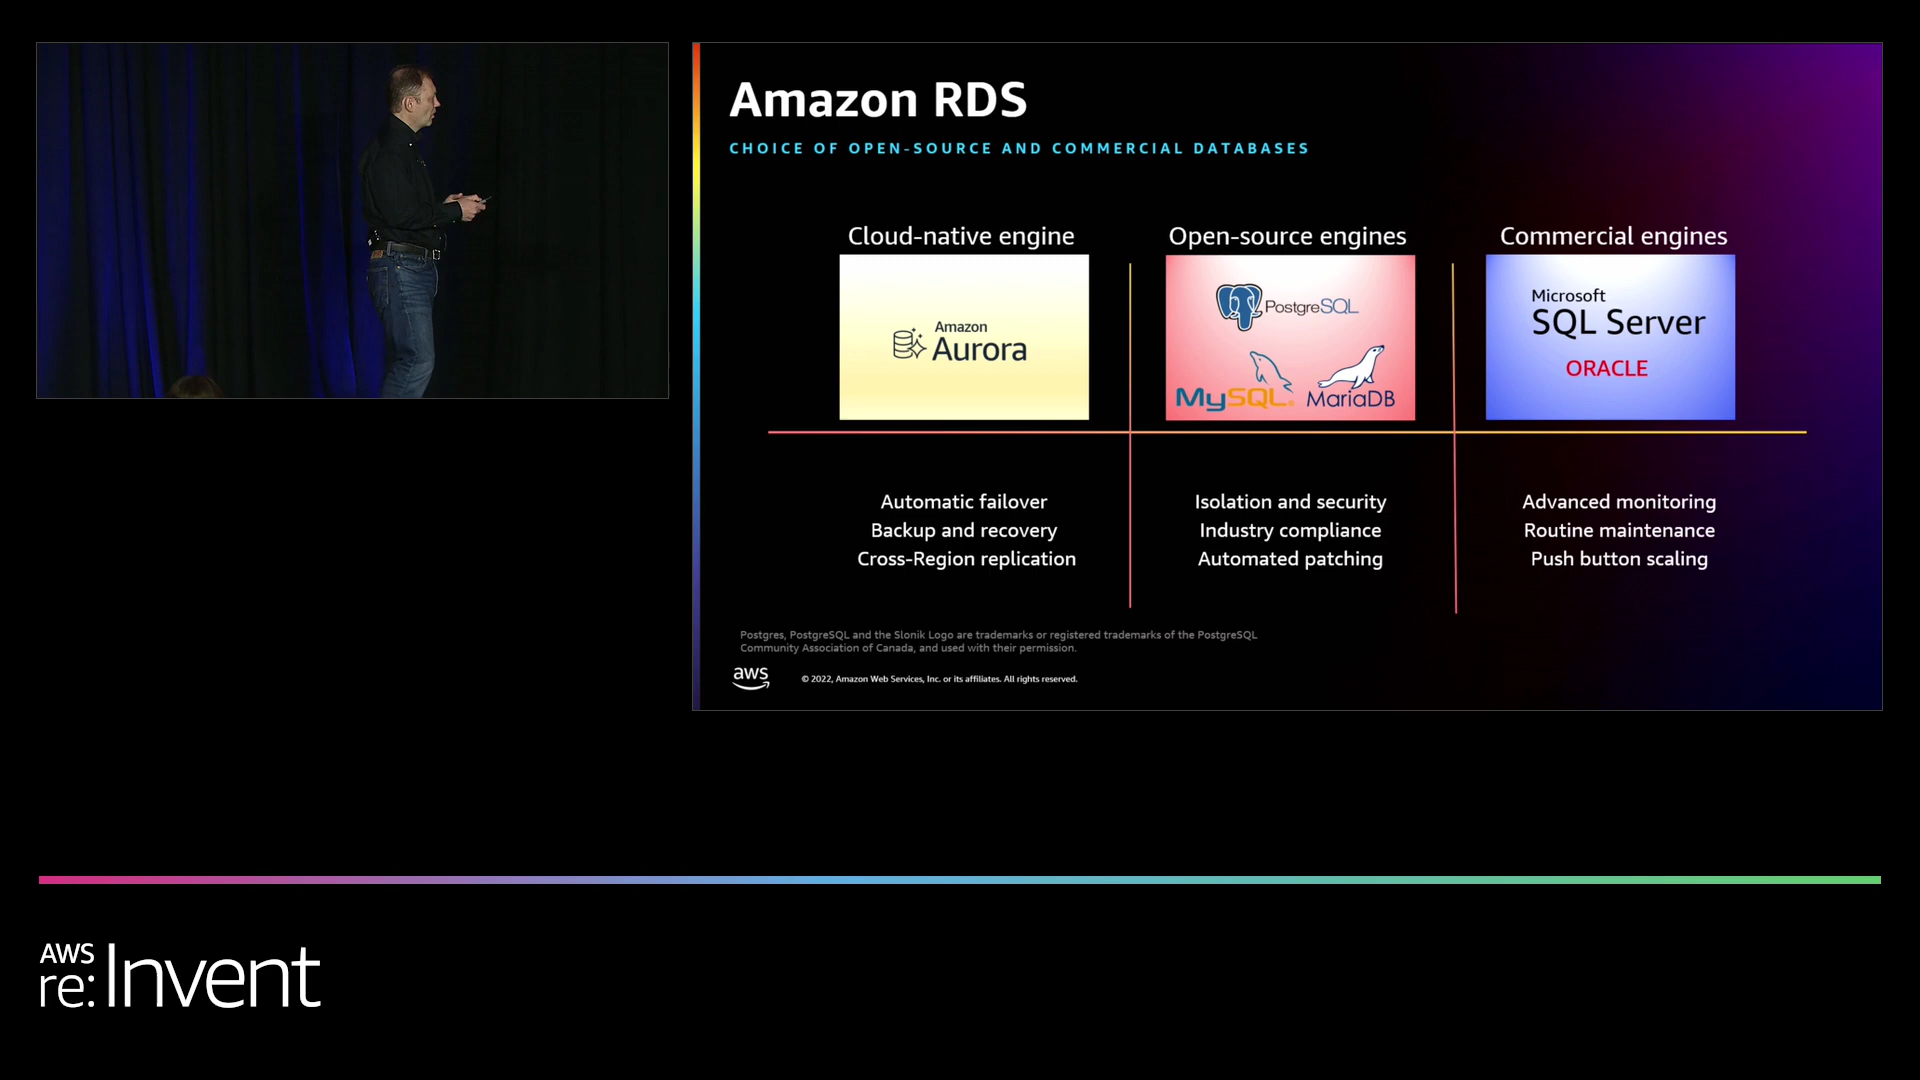 Amazon RDS
CHOICE OF OPEN-SOURCE AND COMMERCIAL DATABASES
Cloud-native engine
Amazon
Aurora
Open-source engines
PostgreSQL
MySQL
MariaDB
Commercial engines
Microsoft
SQL Server
ORACLE
Automatic failover
Backup and recovery
Cross-Region replication
Isolation and security
Industry compliance
Automated patching
Advanced monitoring
Routine maintenance
Push button scaling
Postgres, PostgreSQL and the Slonik Logo are trademarks or registered trademarks of the PostgreSQL
Community Association of Canada, and used with their permission.
aws
© 2022, Amazon Web Services, Inc. or its affiliates. All rights reserved.
AWS
re:Invent